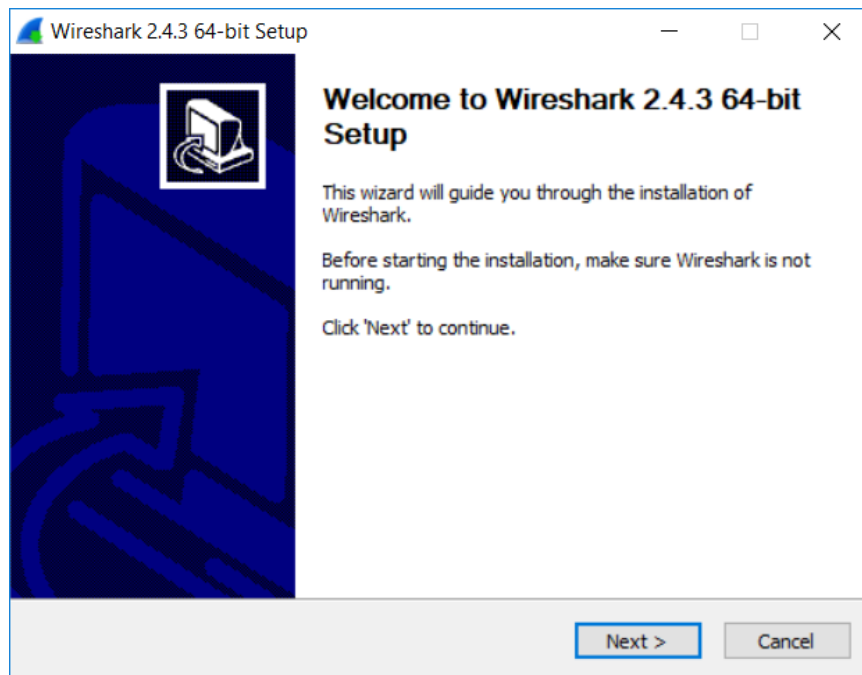 Wireshark 2.4.3 64-bit Setup
Welcome to Wireshark 2.4.3 64-bit
Setup
This wizard will guide you through the installation of
Wireshark.
Before starting the installation, make sure Wireshark is not
running.
Click 'Next' to continue.
Next >
Cancel